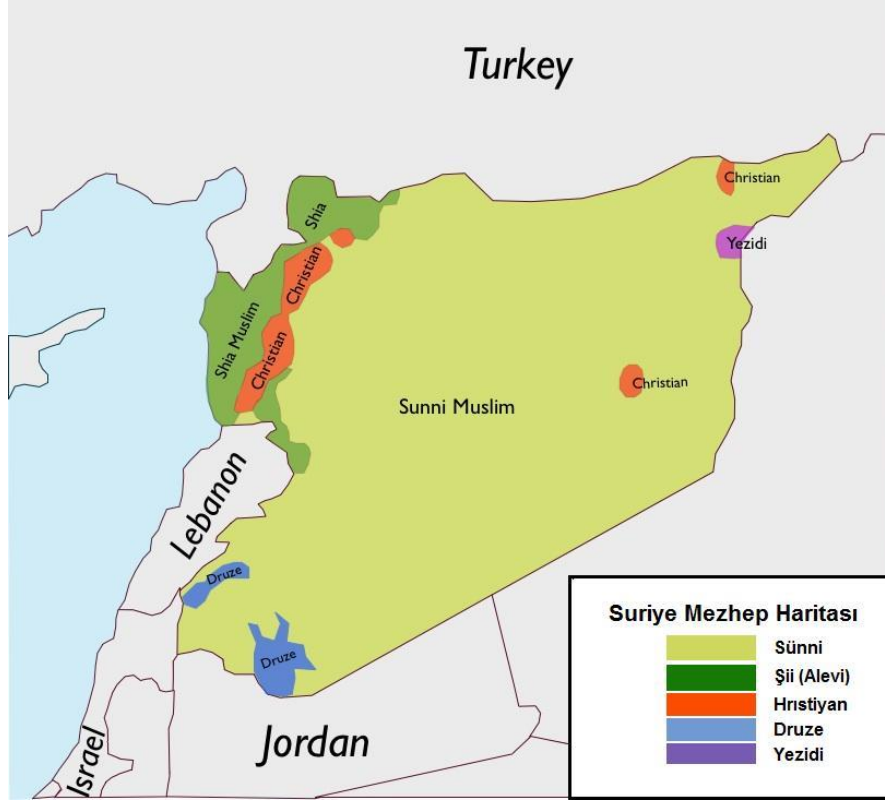 Turkey
Christian
Shia
Yezidi
Christian
Shia Muslim
Christian
Christian
Sunni Muslim
Lebanon
Druze
Druze
Jordan
Israel
Suriye Mezhep Haritası
Sünni
Şii (Alevi)
Hrıstiyan
Druze
Yezidi